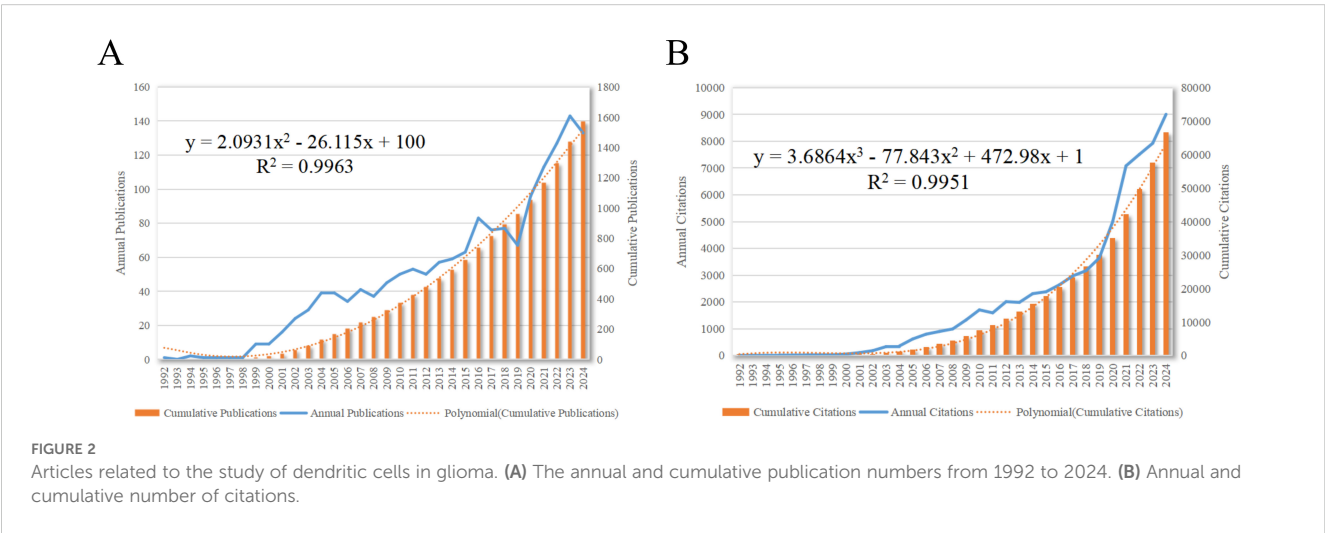 A
B
160
140
120
100
80
60
40
20
0
Annual Publications
y = 2.0931x² - 26.115x + 100
R² = 0.9963
1800
1600
1400
1200
1000
800
600
400
200
0
Cumulative Publications
1992 1993 1994 1995 1996 1997 1998 1999 2000 2001 2002 2003 2004 2005 2006 2007 2008 2009 2010 2011 2012 2013 2014 2015 2016 2017 2018 2019 2020 2021 2022 2023 2024
Cumulative Publications Annual Publications Polynomial(Cumulative Publications)
10000
9000
8000
7000
6000
5000
4000
3000
2000
1000
0
Annual Citations
y = 3.6864x³ - 77.843x² + 472.98x + 1
R² = 0.9951
80000
70000
60000
50000
40000
30000
20000
10000
0
Cumulative Citations
1992 1993 1994 1995 1996 1997 1998 1999 2000 2001 2002 2003 2004 2005 2006 2007 2008 2009 2010 2011 2012 2013 2014 2015 2016 2017 2018 2019 2020 2021 2022 2023 2024
Cumulative Citations Annual Citations Polynomial(Cumulative Citations)
FIGURE 2
Articles related to the study of dendritic cells in glioma. (A) The annual and cumulative publication numbers from 1992 to 2024. (B) Annual and
cumulative number of citations.